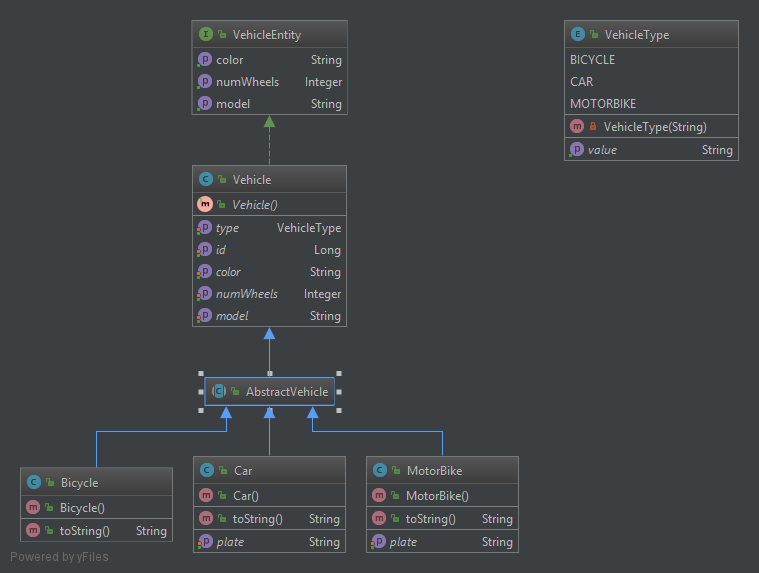 VehicleEntity
color String
numWheels Integer
model String
VehicleType
BICYCLE
CAR
MOTORBIKE
VehicleType(String)
value String
Vehicle
Vehicle()
type VehicleType
id Long
color String
numWheels Integer
model String
AbstractVehicle
Bicycle
Bicycle()
toString() String
Car
Car()
toString() String
plate String
MotorBike
MotorBike()
toString() String
plate String
Powered by yFiles